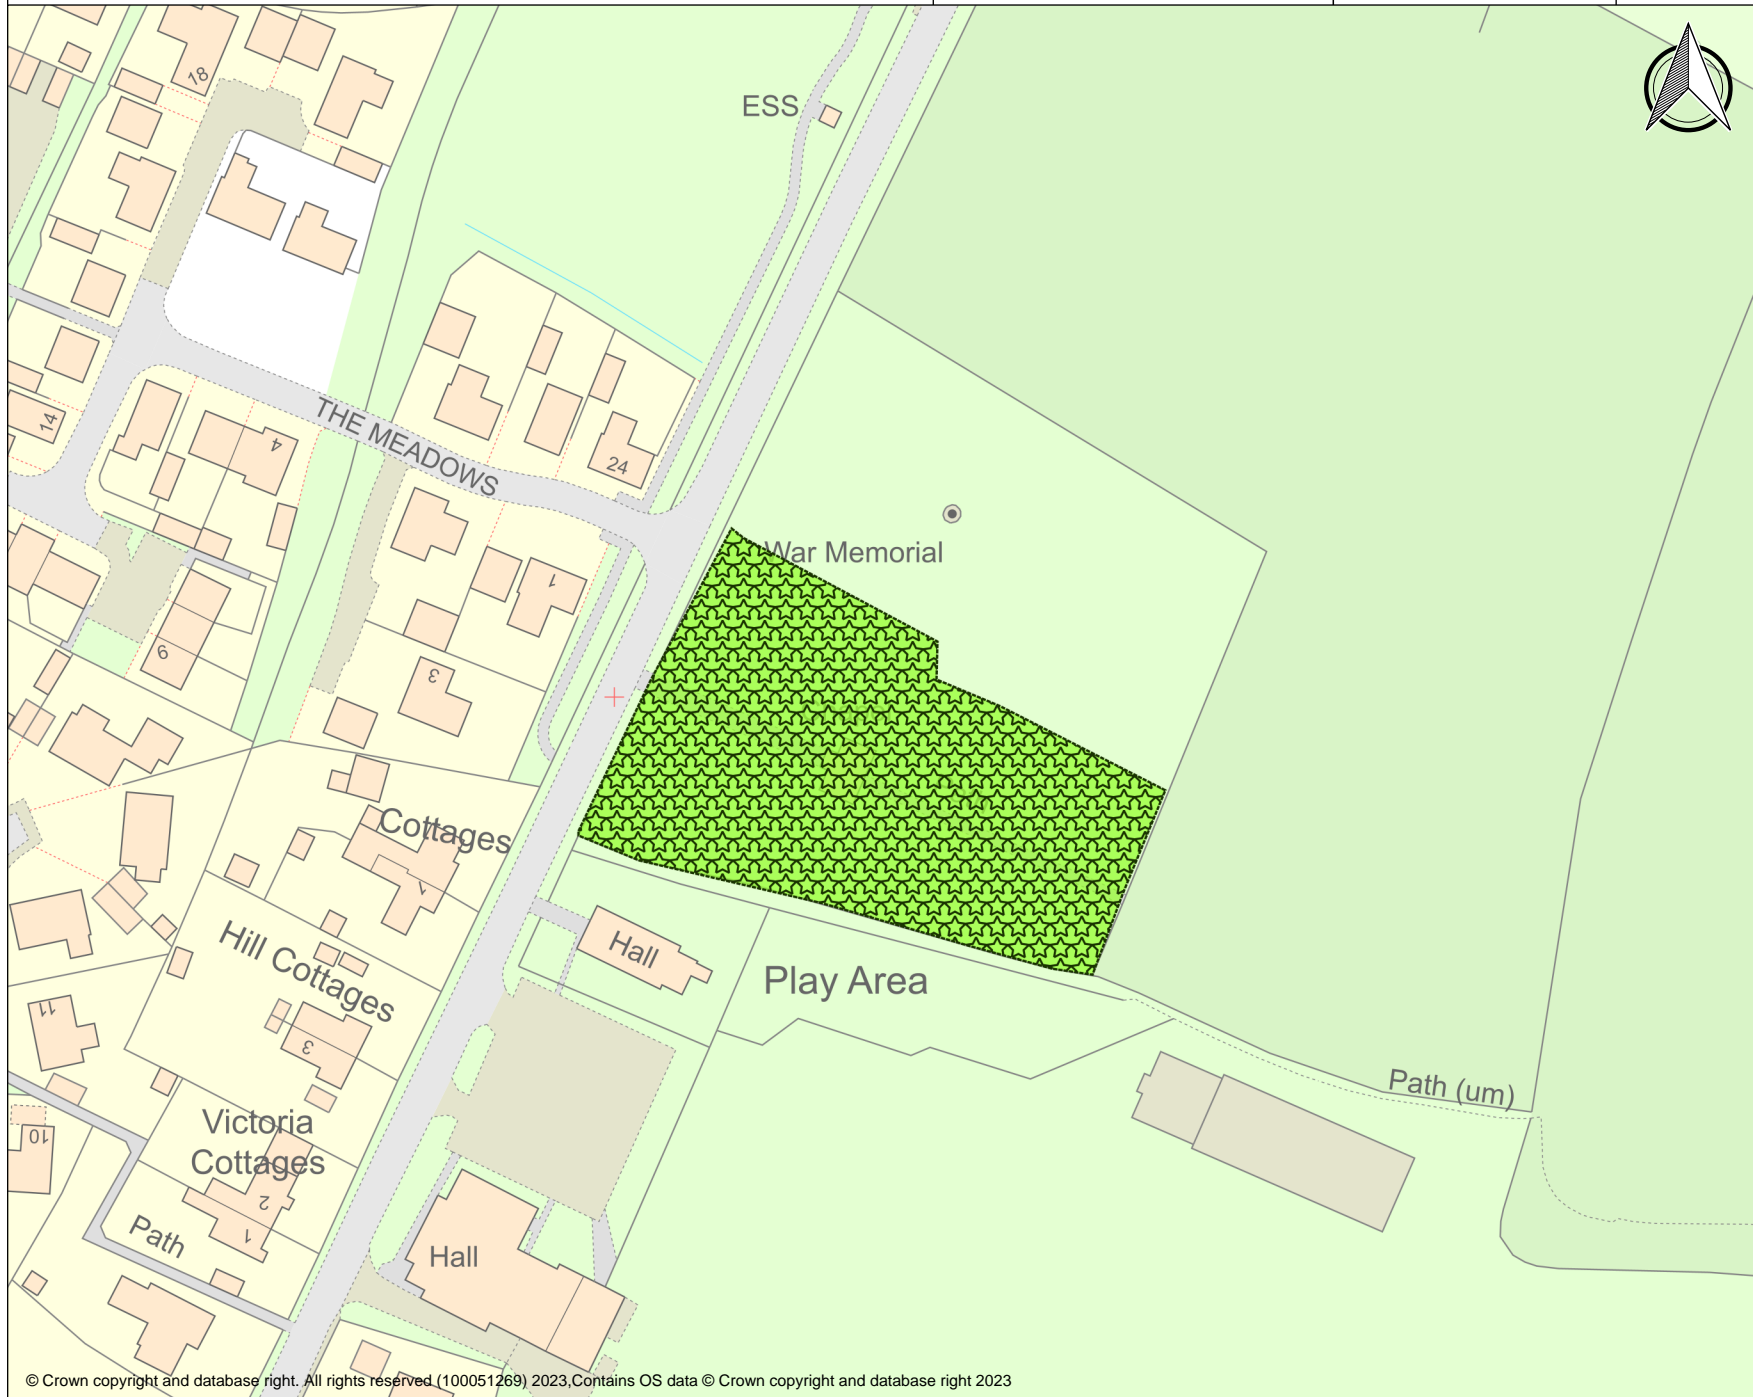 18
ESS
THE MEADOWS
14
4
24
War Memorial
1
9
3
Cottages
1
Hill Cottages
Hall
Play Area
11
3
Path (um)
10
Victoria
Cottages
2
1
Path
Hall
© Crown copyright and database right. All rights reserved (100051269) 2023,Contains OS data © Crown copyright and database right 2023